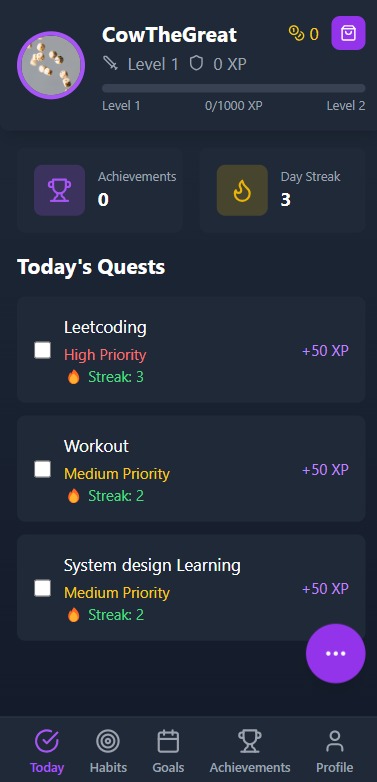 CowTheGreat
0
Level 1 0 XP
Level 1 0/1000 XP Level 2
Achievements
0
Day Streak
3
Today's Quests
Leetcoding
High Priority
🔥 Streak: 3
+50 XP
Workout
Medium Priority
🔥 Streak: 2
+50 XP
System design Learning
Medium Priority
🔥 Streak: 2
+50 XP
Today Habits Goals Achievements Profile